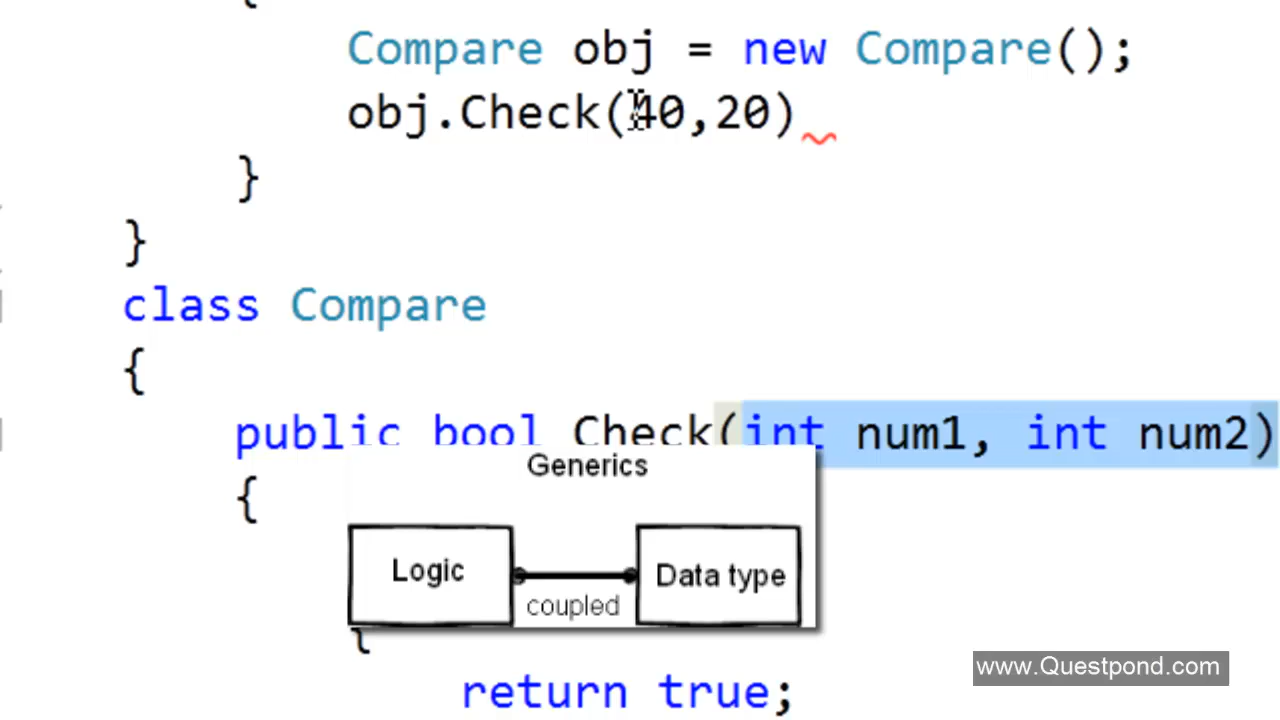 {
Compare obj = new Compare();
obj.Check(40,20)
}
}
class Compare
{
public bool Check(int num1, int num2)
{
Generics
Logic
Data type
coupled
{
return true;
www.Questpond.com